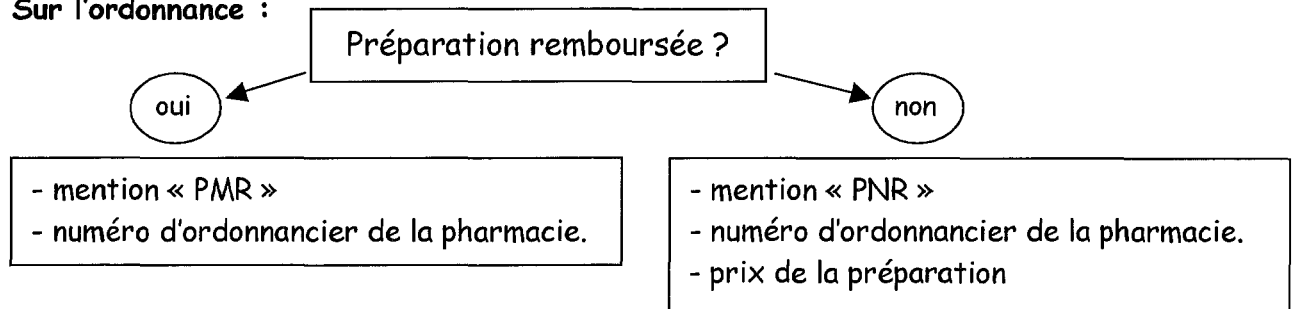 Sur l'ordonnance :
Préparation remboursée ?
oui
non
- mention « PMR »
- numéro d'ordonnancier de la pharmacie.
- mention « PNR »
- numéro d'ordonnancier de la pharmacie.
- prix de la préparation